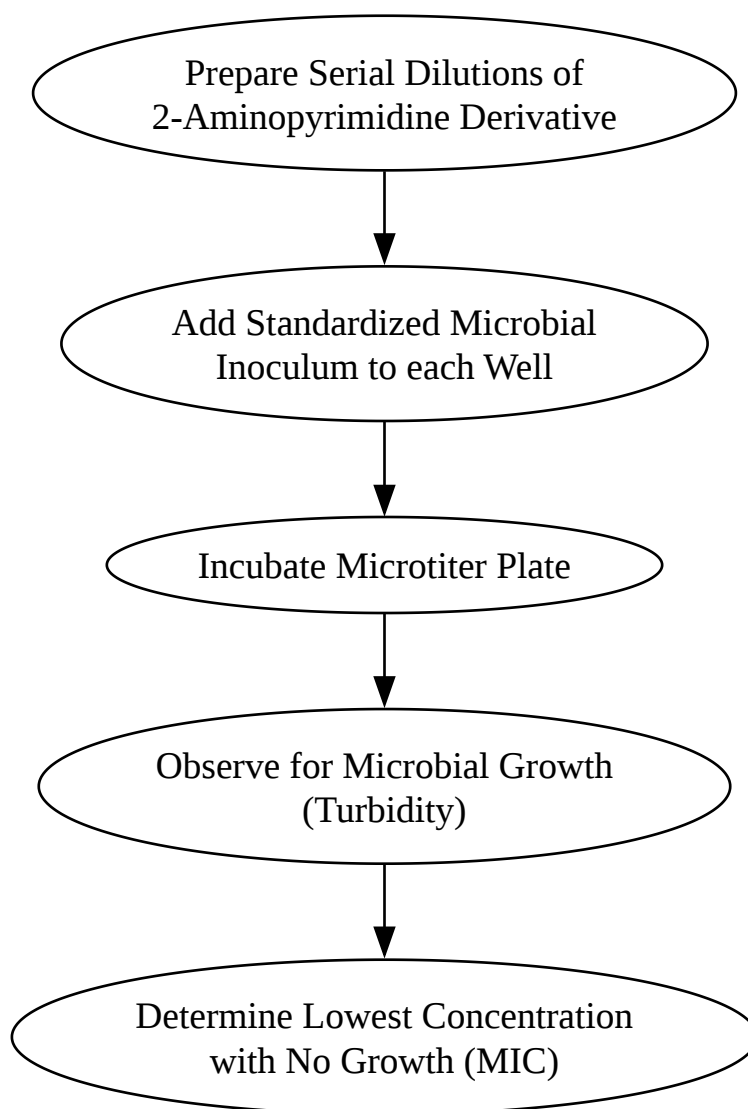 Prepare Serial Dilutions of
2-Aminopyrimidine Derivative
Add Standardized Microbial
Inoculum to each Well
Incubate Microtiter Plate
Observe for Microbial Growth
(Turbidity)
Determine Lowest Concentration
with No Growth (MIC)